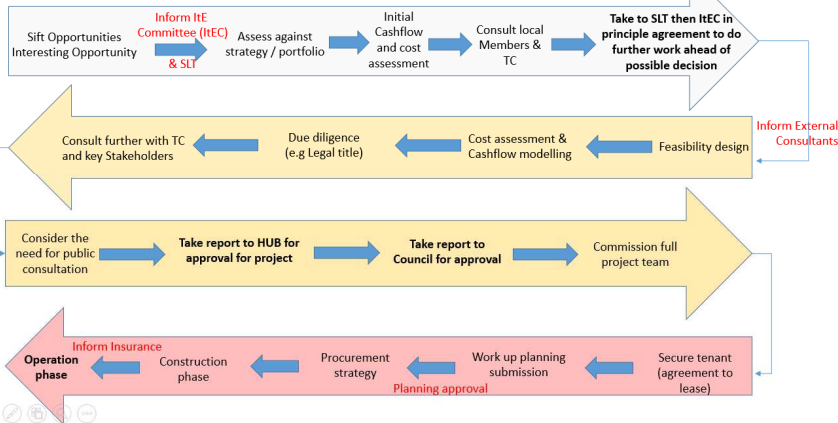 Sift Opportunities
Interesting Opportunity
Inform ItE
Committee (ItEC)
& SLT
Assess against
strategy / portfolio
Initial
Cashflow
and cost
assessment
Consult local
Members &
TC
Take to SLT then ItEC in
principle agreement to do
further work ahead of
possible decision
Inform External
Consultants
Feasibility design
Cost assessment &
Cashflow modelling
Due diligence
(e.g Legal title)
Consult further with TC
and key Stakeholders
Consider the
need for public
consultation
Take report to HUB for
approval for project
Take report to
Council for approval
Commission full
project team
Secure tenant
(agreement to
lease)
Work up planning
submission
Planning approval
Procurement
strategy
Construction
phase
Inform Insurance
Operation
phase